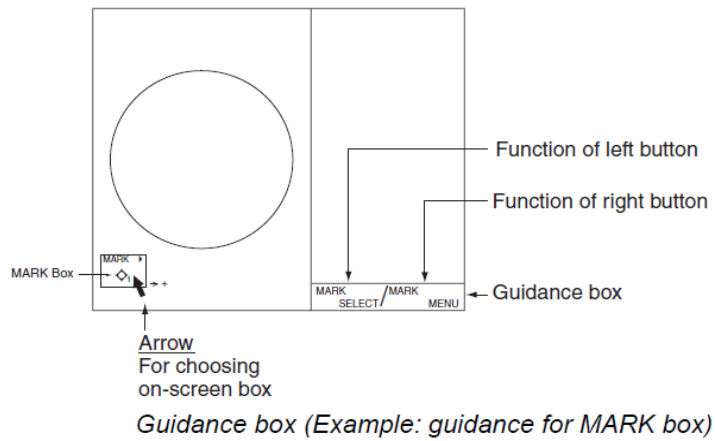 Function of left button
Function of right button
MARK
MARK Box
1
+
MARK
SELECT
/
MARK
MENU
Guidance box
Arrow
For choosing
on-screen box
Guidance box (Example: guidance for MARK box)